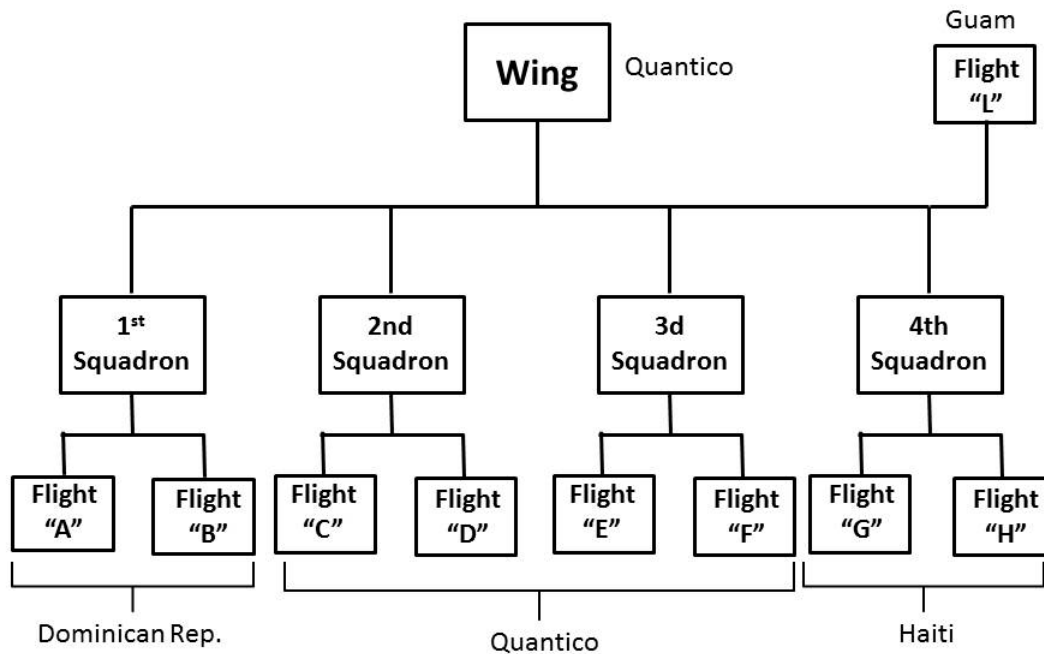 Guam
Wing
Quantico
Flight
“L”
1st
Squadron
2nd
Squadron
3d
Squadron
4th
Squadron
Flight
“A”
Flight
“B”
Flight
“C”
Flight
“D”
Flight
“E”
Flight
“F”
Flight
“G”
Flight
“H”
Dominican Rep.
Quantico
Haiti